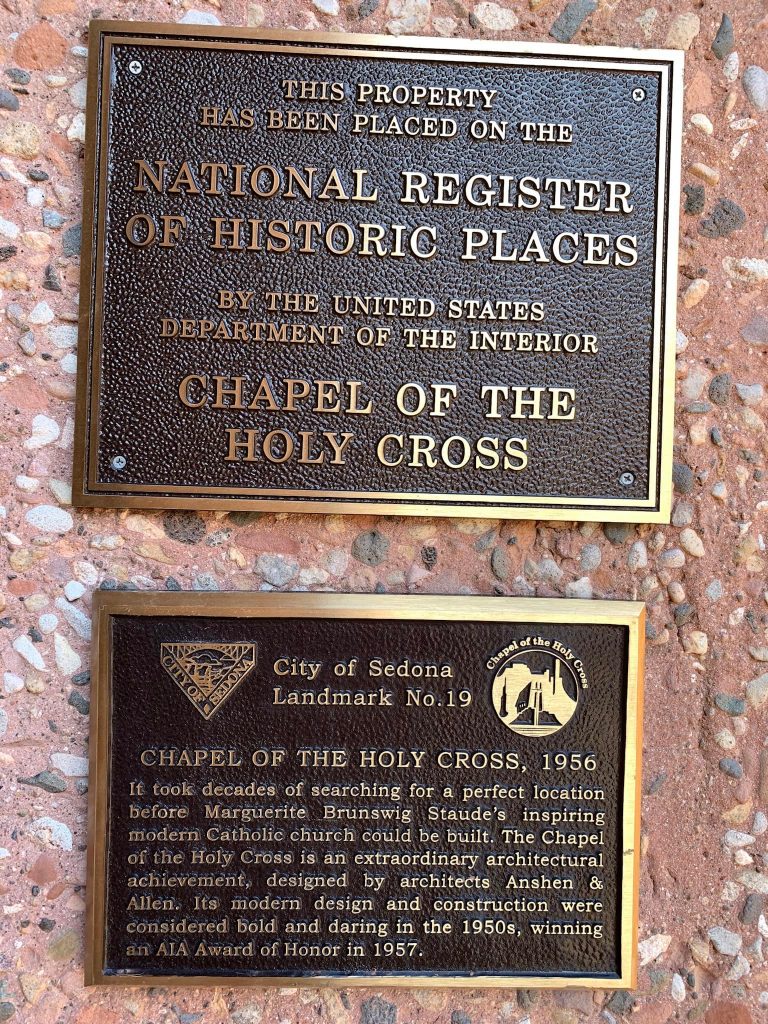 THIS PROPERTY
HAS BEEN PLACED ON THE
NATIONAL REGISTER
OF HISTORIC PLACES
BY THE UNITED STATES
DEPARTMENT OF THE INTERIOR
CHAPEL OF THE
HOLY CROSS
CITY OF SEDONA
City of Sedona
Landmark No.19
Chapel of the Holy Cross
CHAPEL OF THE HOLY CROSS, 1956
It took decades of searching for a perfect location
before Marguerite Brunswig Staude's inspiring
modern Catholic church could be built. The Chapel
of the Holy Cross is an extraordinary architectural
achievement, designed by architects Anshen &
Allen. Its modern design and construction were
considered bold and daring in the 1950s, winning
an AIA Award of Honor in 1957.